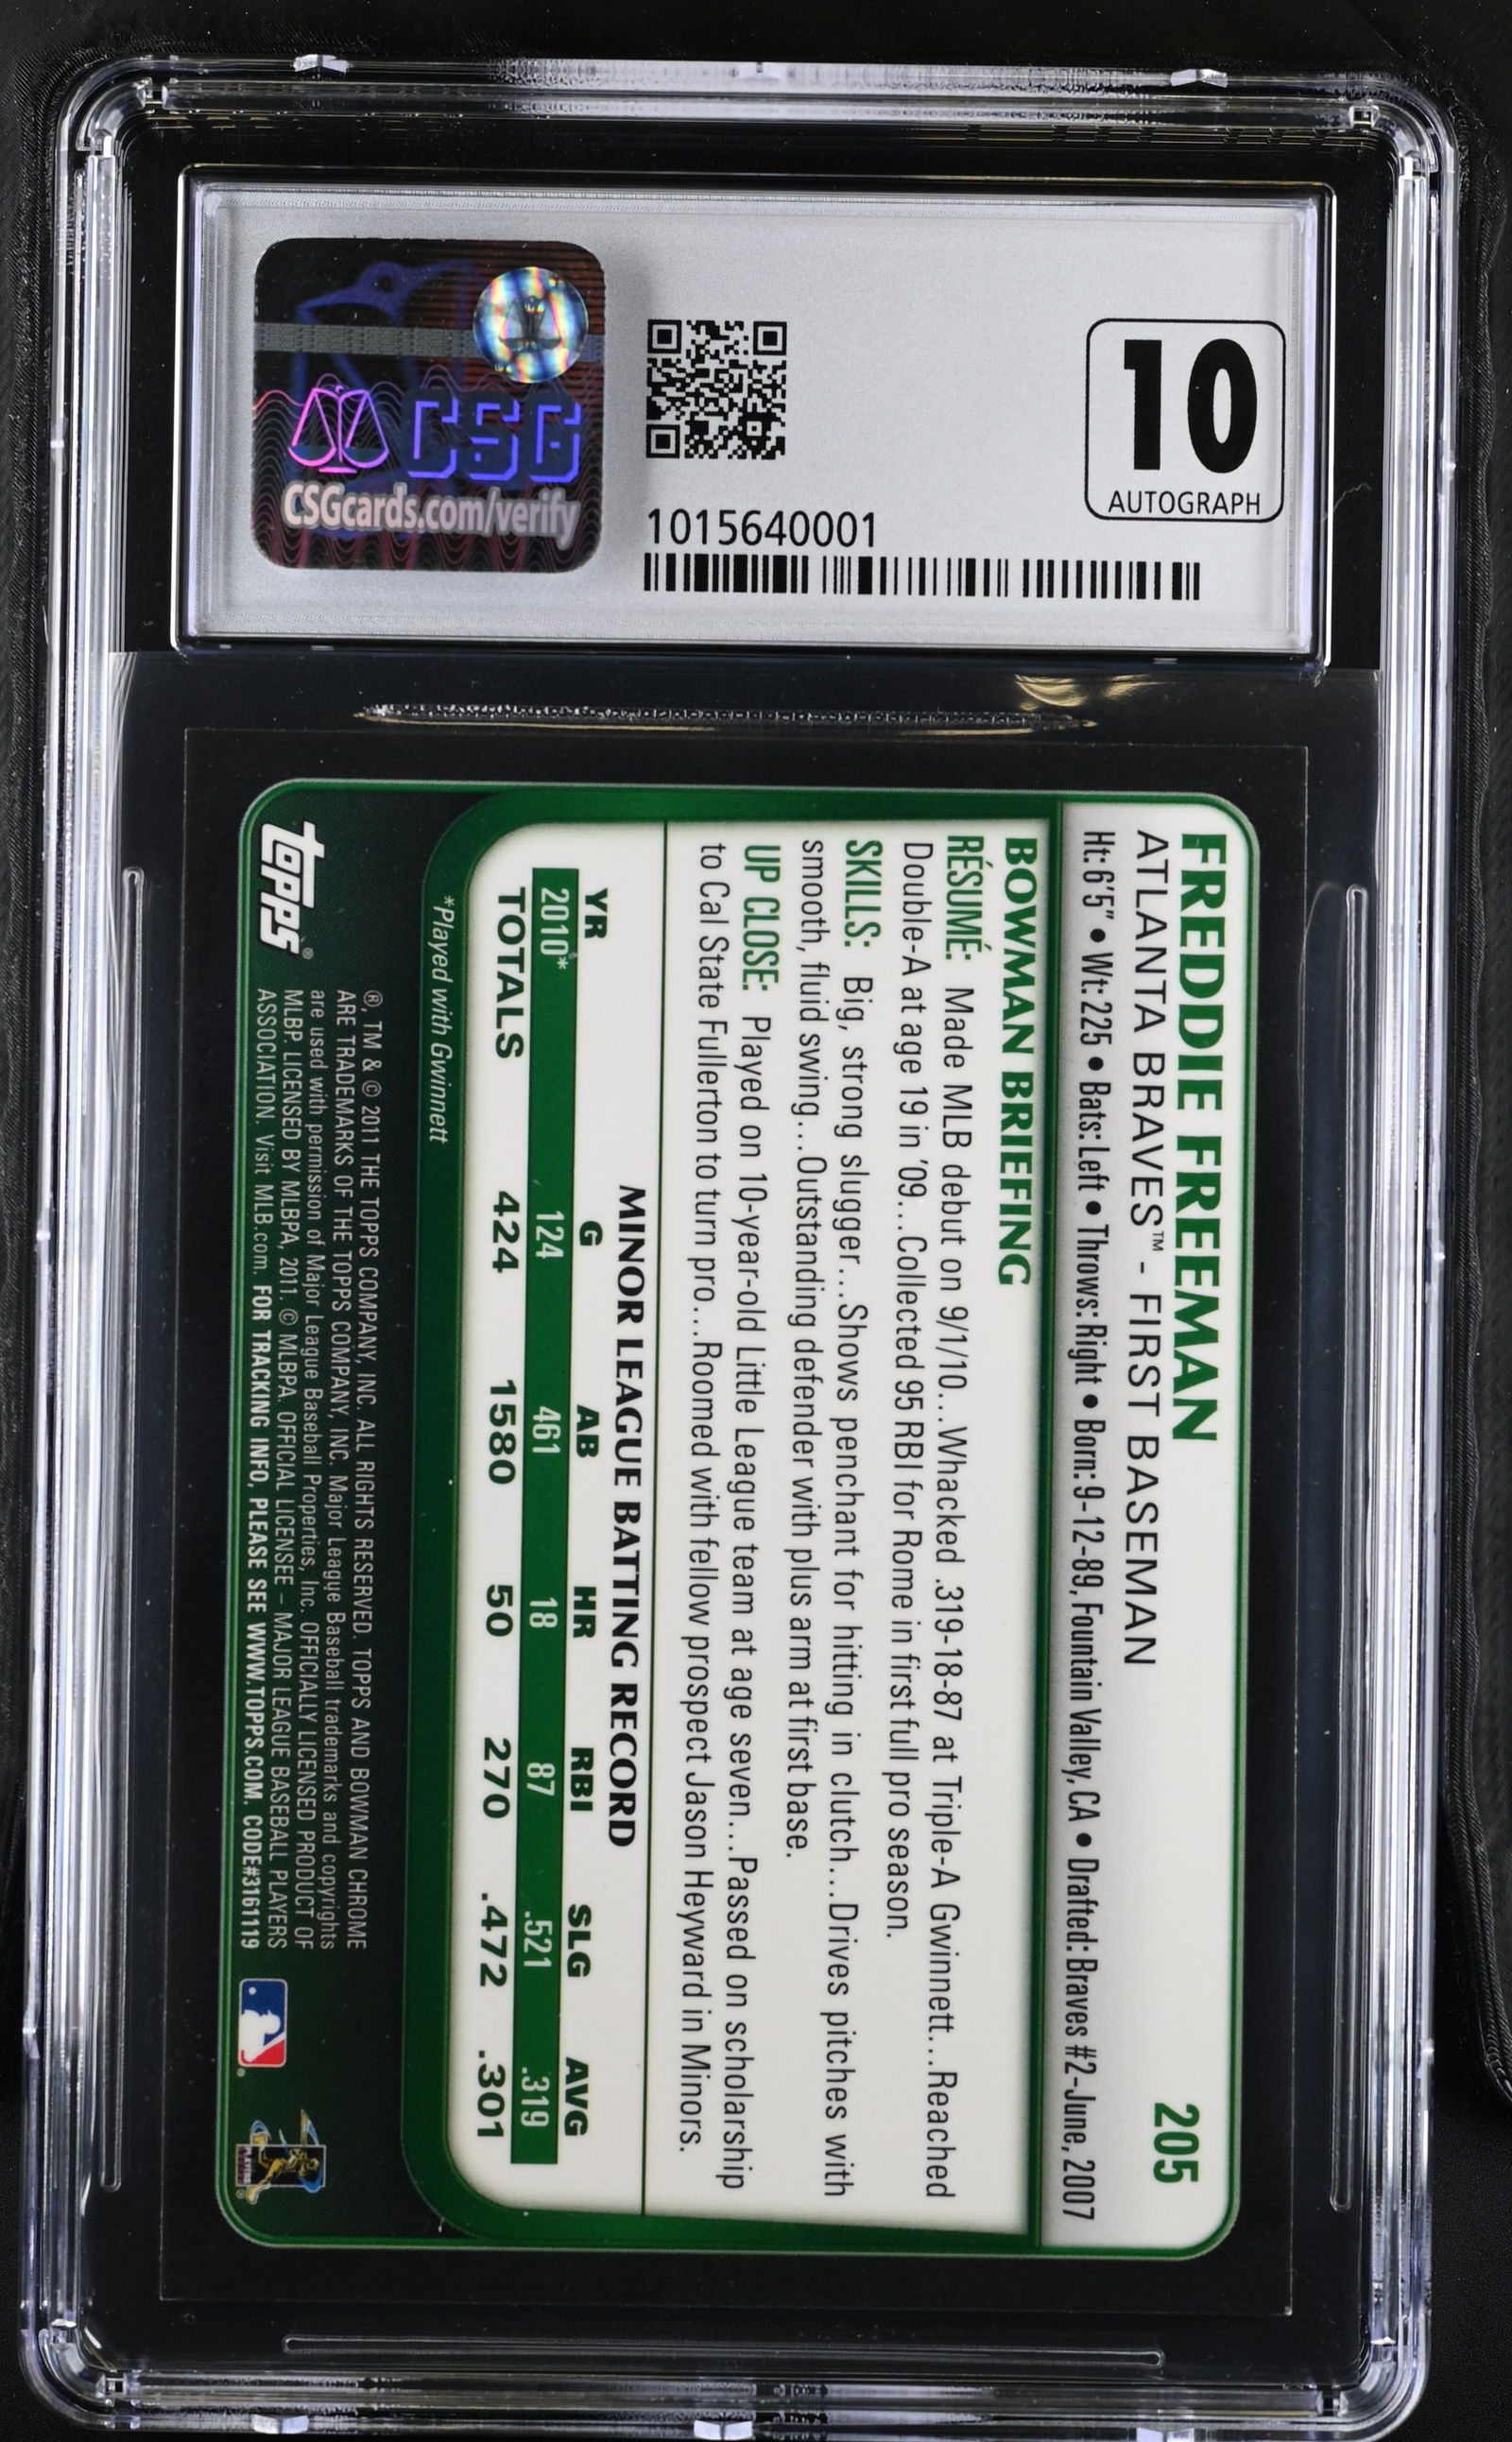 CSG
CSGcards.com/verify
1015640001
10
AUTOGRAPH
FREDDIE FREEMAN
205
ATLANTA BRAVES™ - FIRST BASEMAN
Ht: 6'5" • Wt: 225 • Bats: Left • Throws: Right • Born: 9-12-89, Fountain Valley, CA • Drafted: Braves #2-June, 2007
BOWMAN BRIEFING
RÉSUMÉ: Made MLB debut on 9/1/10...Whacked .319-18-87 at Triple-A Gwinnett...Reached
Double-A at age 19 in '09...Collected 95 RBI for Rome in first full pro season.
SKILLS: Big, strong slugger...Shows penchant for hitting in clutch...Drives pitches with
smooth, fluid swing...Outstanding defender with plus arm at first base.
UP CLOSE: Played on 10-year-old Little League team at age seven...Passed on scholarship
to Cal State Fullerton to turn pro...Roomed with fellow prospect Jason Heyward in Minors.
MINOR LEAGUE BATTING RECORD
YR G AB HR RBI SLG AVG
2010* 124 461 18 87 .521 .319
TOTALS 424 1580 50 270 .472 .301
*Played with Gwinnett
®, TM & © 2011 THE TOPPS COMPANY, INC. ALL RIGHTS RESERVED. TOPPS AND BOWMAN CHROME
ARE TRADEMARKS OF THE TOPPS COMPANY, INC. Major League Baseball trademarks and copyrights
are used with permission of Major League Baseball Properties, Inc. OFFICIALLY LICENSED PRODUCT OF
MLBP. LICENSED BY MLBPA, 2011. © MLBPA. OFFICIAL LICENSEE – MAJOR LEAGUE BASEBALL PLAYERS
ASSOCIATION. Visit MLB.com. FOR TRACKING INFO, PLEASE SEE WWW.TOPPS.COM. CODE#3161119
topps®